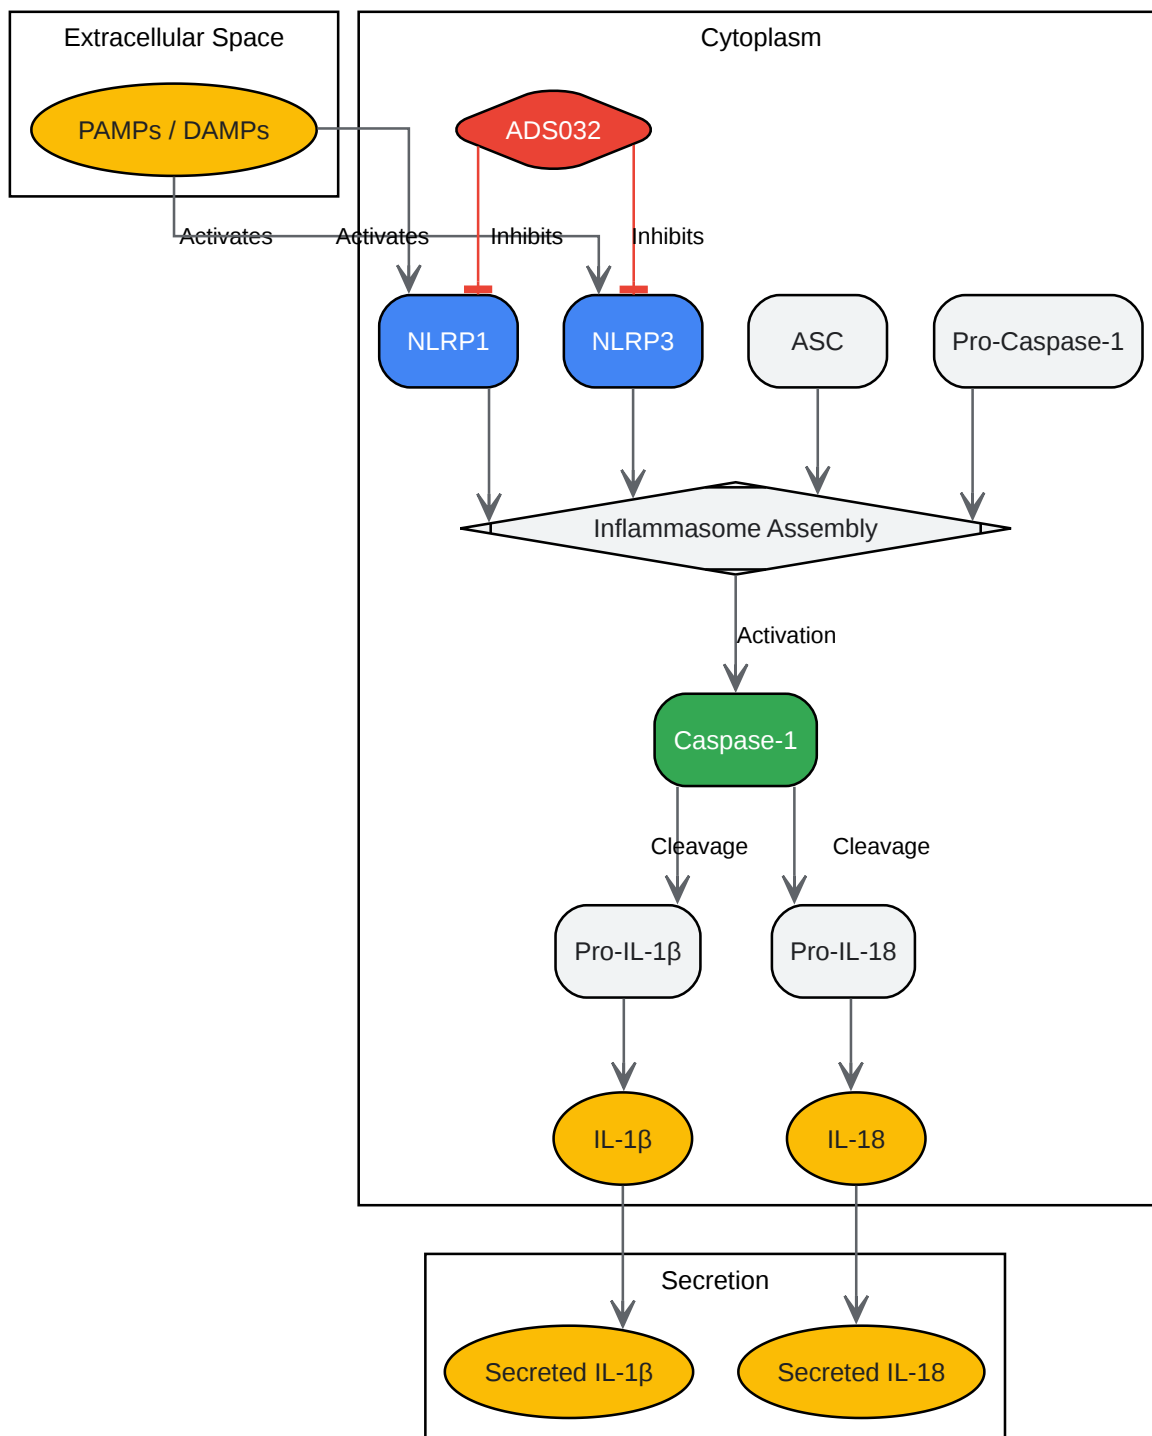 Extracellular Space
Cytoplasm
PAMPs / DAMPs
ADS032
Activates
Activates
Inhibits
Inhibits
NLRP1
NLRP3
ASC
Pro-Caspase-1
Inflammasome Assembly
Activation
Caspase-1
Cleavage
Cleavage
Pro-IL-1β
Pro-IL-18
IL-1β
IL-18
Secretion
Secreted IL-1β
Secreted IL-18